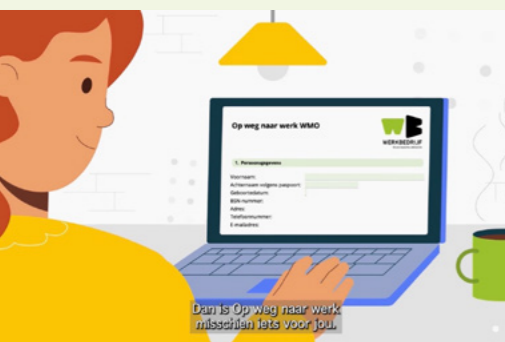 Op weg naar werk WMO
WERKBEDRIJF
1. Persoonsgegevens
Voornaam:
Achternaam volgens paspoort:
Geboortedatum:
BSN-nummer:
Adres:
Telefoonnummer:
E-mailadres:
Dan is Op weg naar werk
misschien iets voor jou.